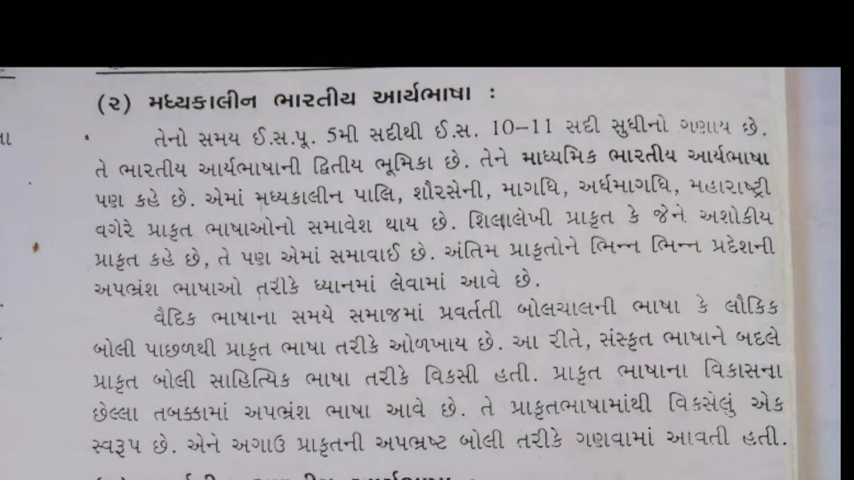 (૨) મધ્યકાલીન ભારતીય આર્યભાષા :
તેનો સમય ઈ.સ.પૂ. 5મી સદીથી ઈ.સ. 10–11 સદી સુધીનો ગણાય છે.
તે ભારતીય આર્યભાષાની દ્વિતીય ભૂમિકા છે. તેને માધ્યમિક ભારતીય આર્યભાષા
પણ કહે છે. એમાં મધ્યકાલીન પાલિ, શૌરસેની, માગધિ, અર્ધમાગધિ, મહારાષ્ટ્રી
વગેરે પ્રાકૃત ભાષાઓનો સમાવેશ થાય છે. શિલાલેખી પ્રાકૃત કે જેને અશોકીય
પ્રાકૃત કહે છે, તે પણ એમાં સમાવાઈ છે. અંતિમ પ્રાકૃતોને ભિન્ન ભિન્ન પ્રદેશની
અપભ્રંશ ભાષાઓ તરીકે ધ્યાનમાં લેવામાં આવે છે.
વૈદિક ભાષાના સમયે સમાજમાં પ્રવર્તતી બોલચાલની ભાષા કે લૌકિક
બોલી પાછળથી પ્રાકૃત ભાષા તરીકે ઓળખાય છે. આ રીતે, સંસ્કૃત ભાષાને બદલે
પ્રાકૃત બોલી સાહિત્યિક ભાષા તરીકે વિકસી હતી. પ્રાકૃત ભાષાના વિકાસના
છેલ્લા તબક્કામાં અપભ્રંશ ભાષા આવે છે. તે પ્રાકૃતભાષામાંથી વિકસેલું એક
સ્વરૂપ છે. એને અગાઉ પ્રાકૃતની અપભ્રષ્ટ બોલી તરીકે ગણવામાં આવતી હતી.